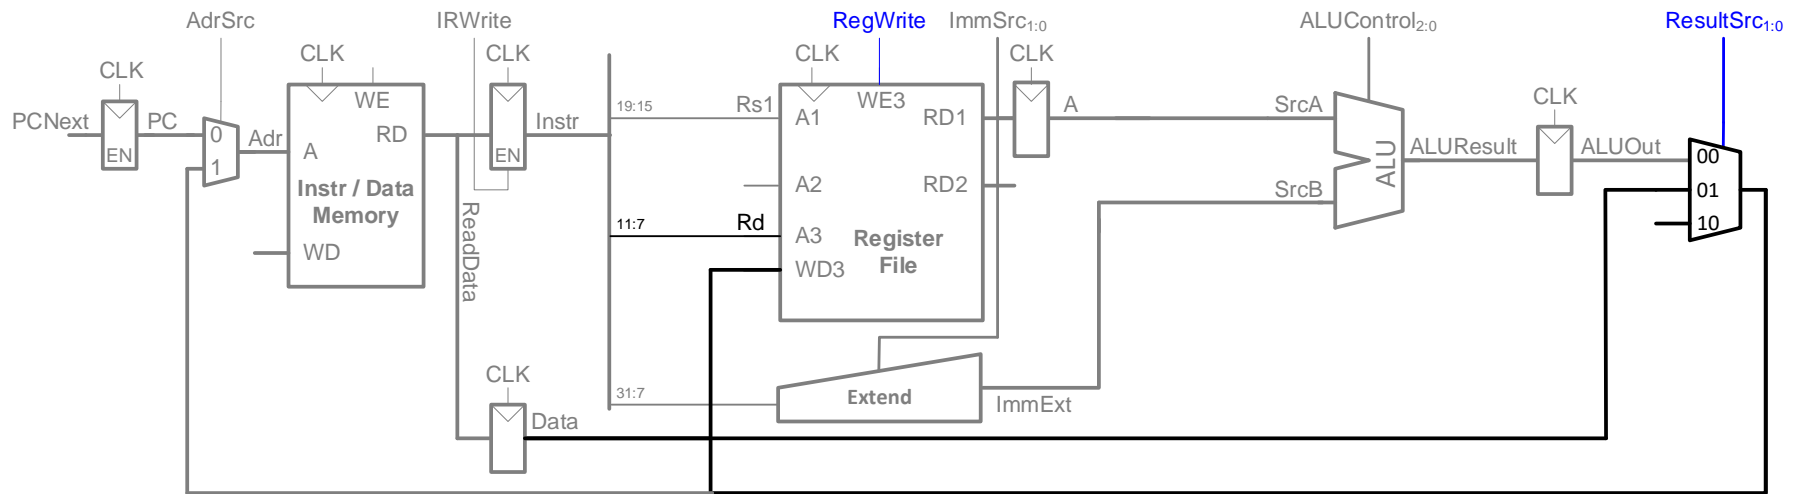 AdrSrc
IRWrite
RegWrite
ImmSrc1:0
ALUControl2:0
ResultSrc1:0
CLK
CLK
CLK
CLK
CLK
CLK
CLK
PCNext
EN
PC
0
1
Adr
WE
RD
A
Instr / Data
Memory
WD
EN
Instr
ReadData
19:15
Rs1
A1
WE3
RD1
A2
RD2
11:7
Rd
A3
WD3
Register
File
31:7
Extend
ImmExt
CLK
Data
A
SrcA
SrcB
ALU
ALUResult
ALUOut
00
01
10